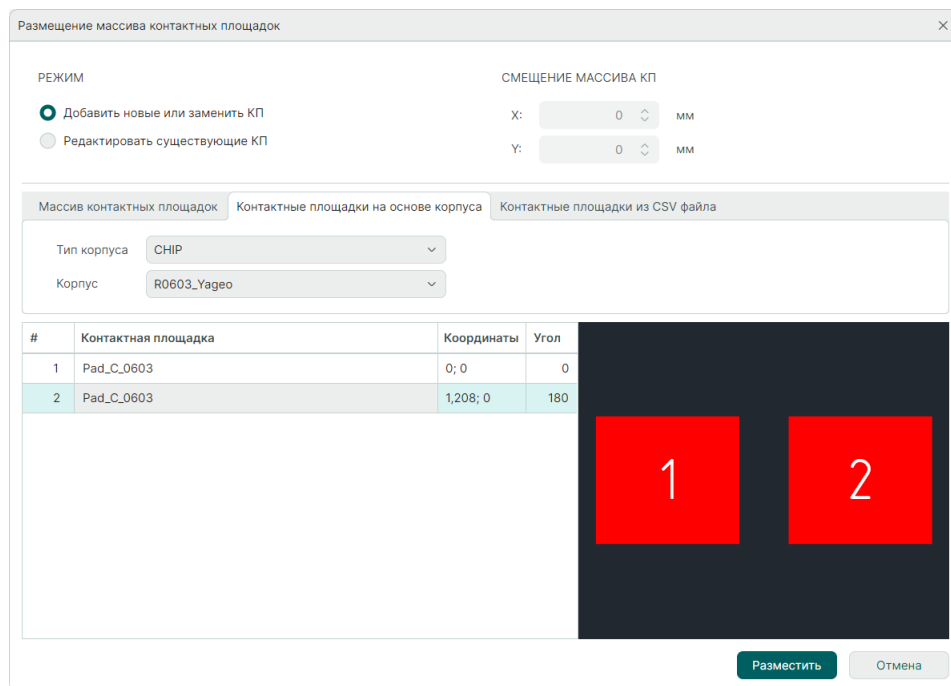 Размещение массива контактных площадок
РЕЖИМ
Добавить новые или заменить КП
Редактировать существующие КП
СМЕЩЕНИЕ МАССИВА КП
X: 0 мм
Y: 0 мм
Массив контактных площадок Контактные площадки на основе корпуса Контактные площадки из CSV файла
Тип корпуса CHIP
Корпус R0603_Yageo
# Контактная площадка Координаты Угол
1 Pad_C_0603 0; 0 0
2 Pad_C_0603 1,208; 0 180
1 2
Разместить Отмена